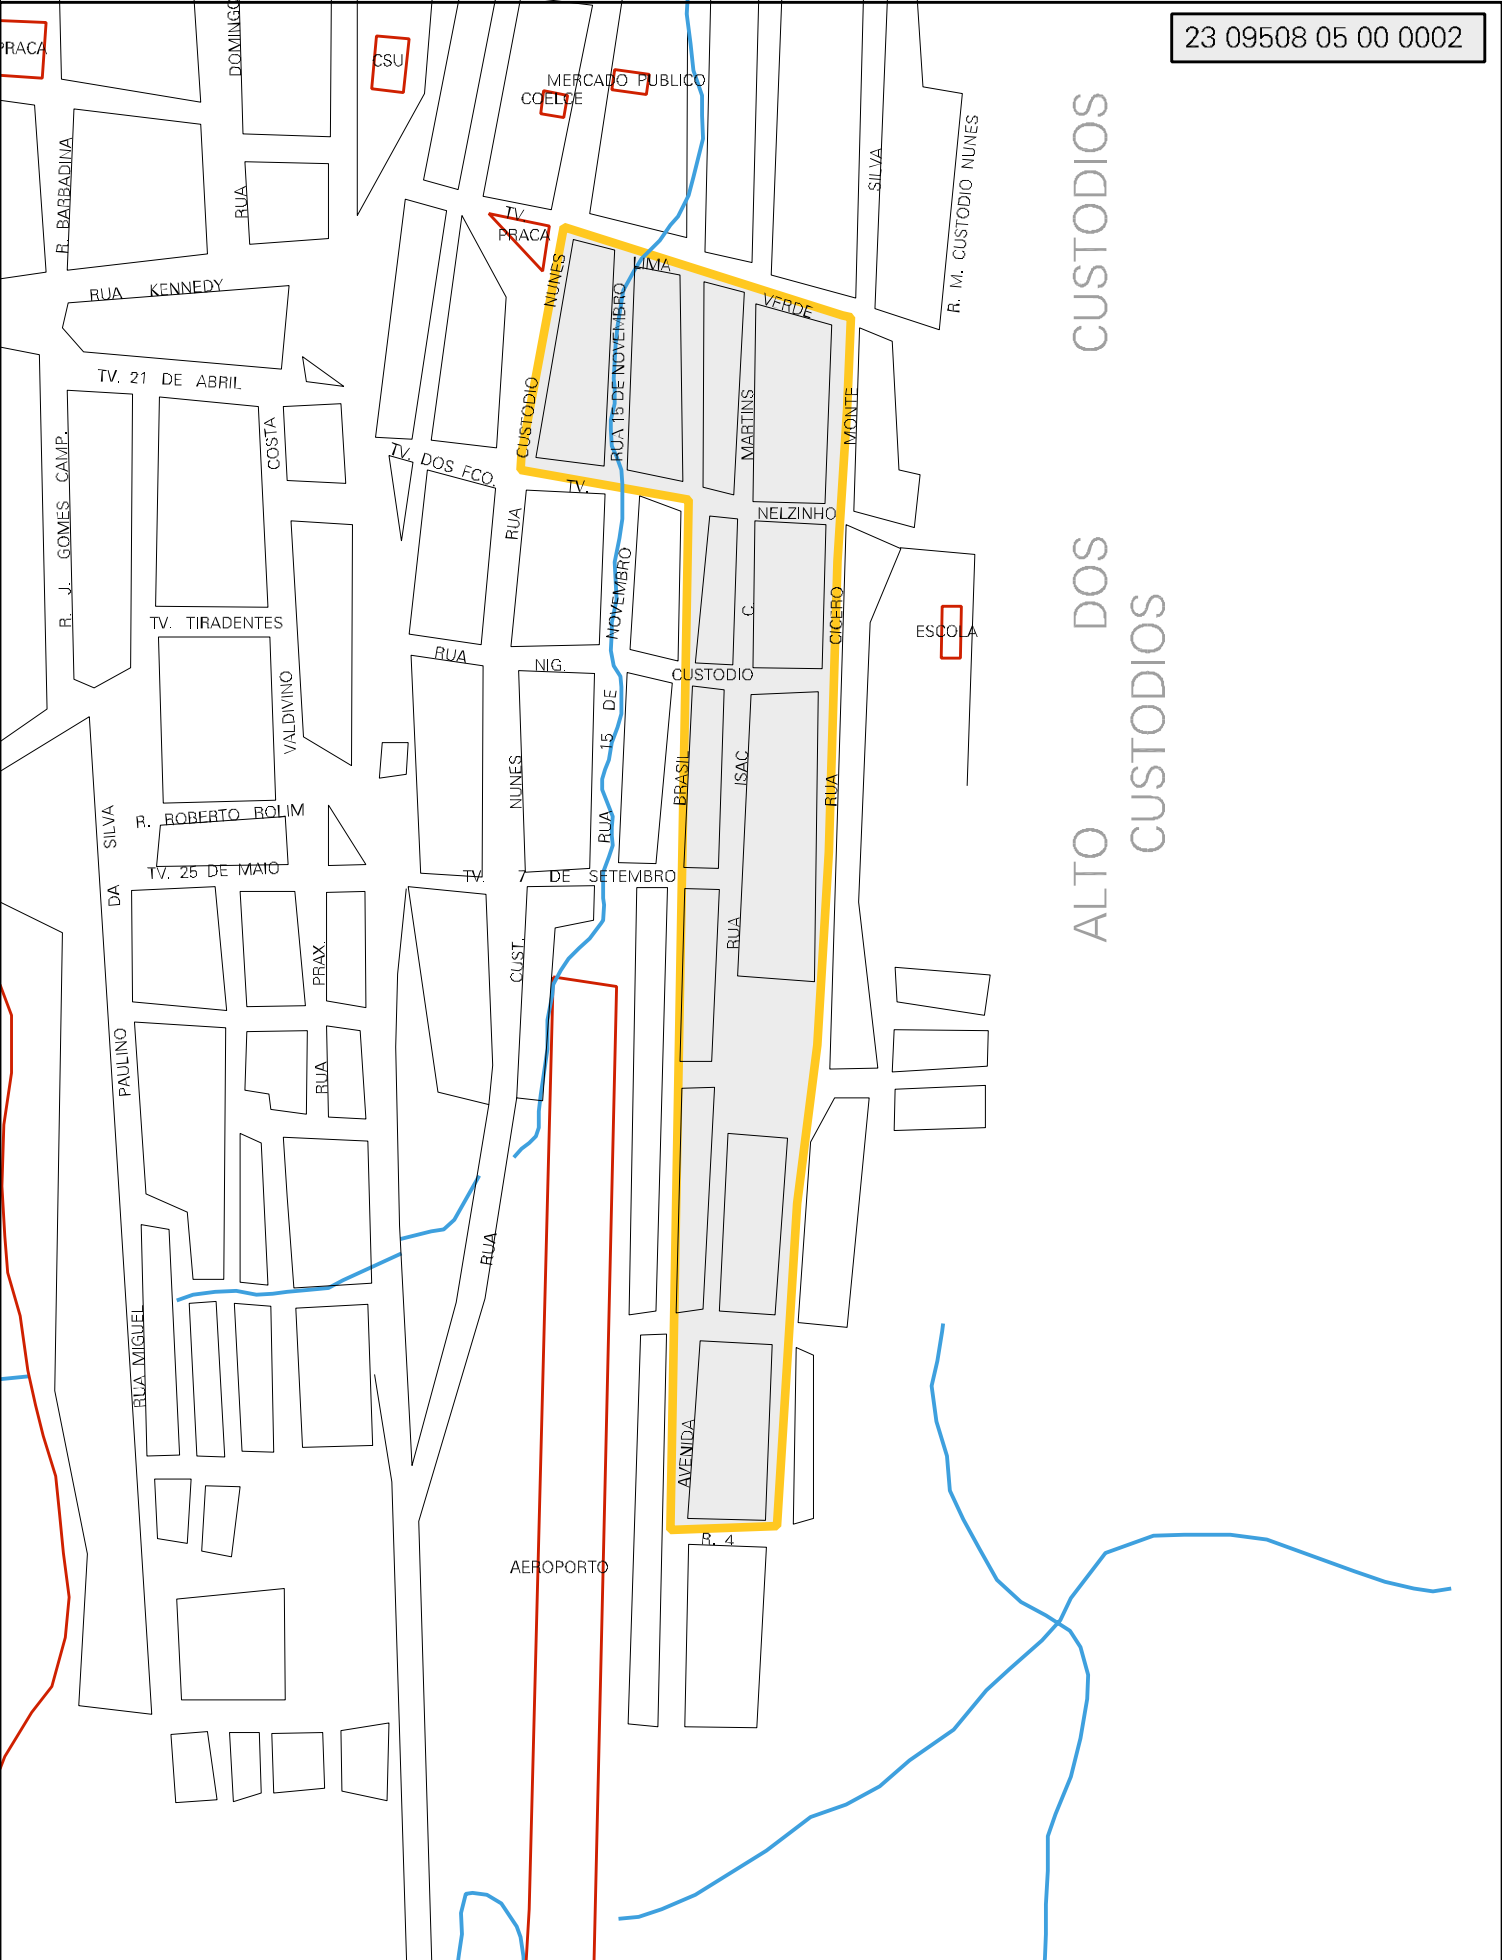 23 09508 05 00 0002
PRACA
DOMINGO
CSU
MERCADO PUBLICO
COELCE
R. BARBADINA
RUA
SILVA
R. M. CUSTODIO NUNES
CUSTODIOS
TV.
PRACA
NUNES
LIMA
VERDE
RUA KENNEDY
RUA 15 DE NOVEMBRO
TV. 21 DE ABRIL
CUSTODIO
MARTINS
MONTE
COSTA
R. J. GOMES CAMP.
TV. DOS FCO.
TV.
RUA
NELZINHO
NOVEMBRO
DOS
C.
CICERO
ESCOLA
TV. TIRADENTES
RUA
NIG.
CUSTODIO
CUSTODIOS
VALDIVINO
DE
15
RUA
NUNES
BRASIL
ISAC
RUA
SILVA
R. ROBERTO ROLIM
TV. 25 DE MAIO
DA
TV. 7 DE SETEMBRO
ALTO
RUA
CUST.
PRAX.
PAULINO
RUA
RUA
RUA MIGUEL
AVENIDA
R. 4
AEROPORTO